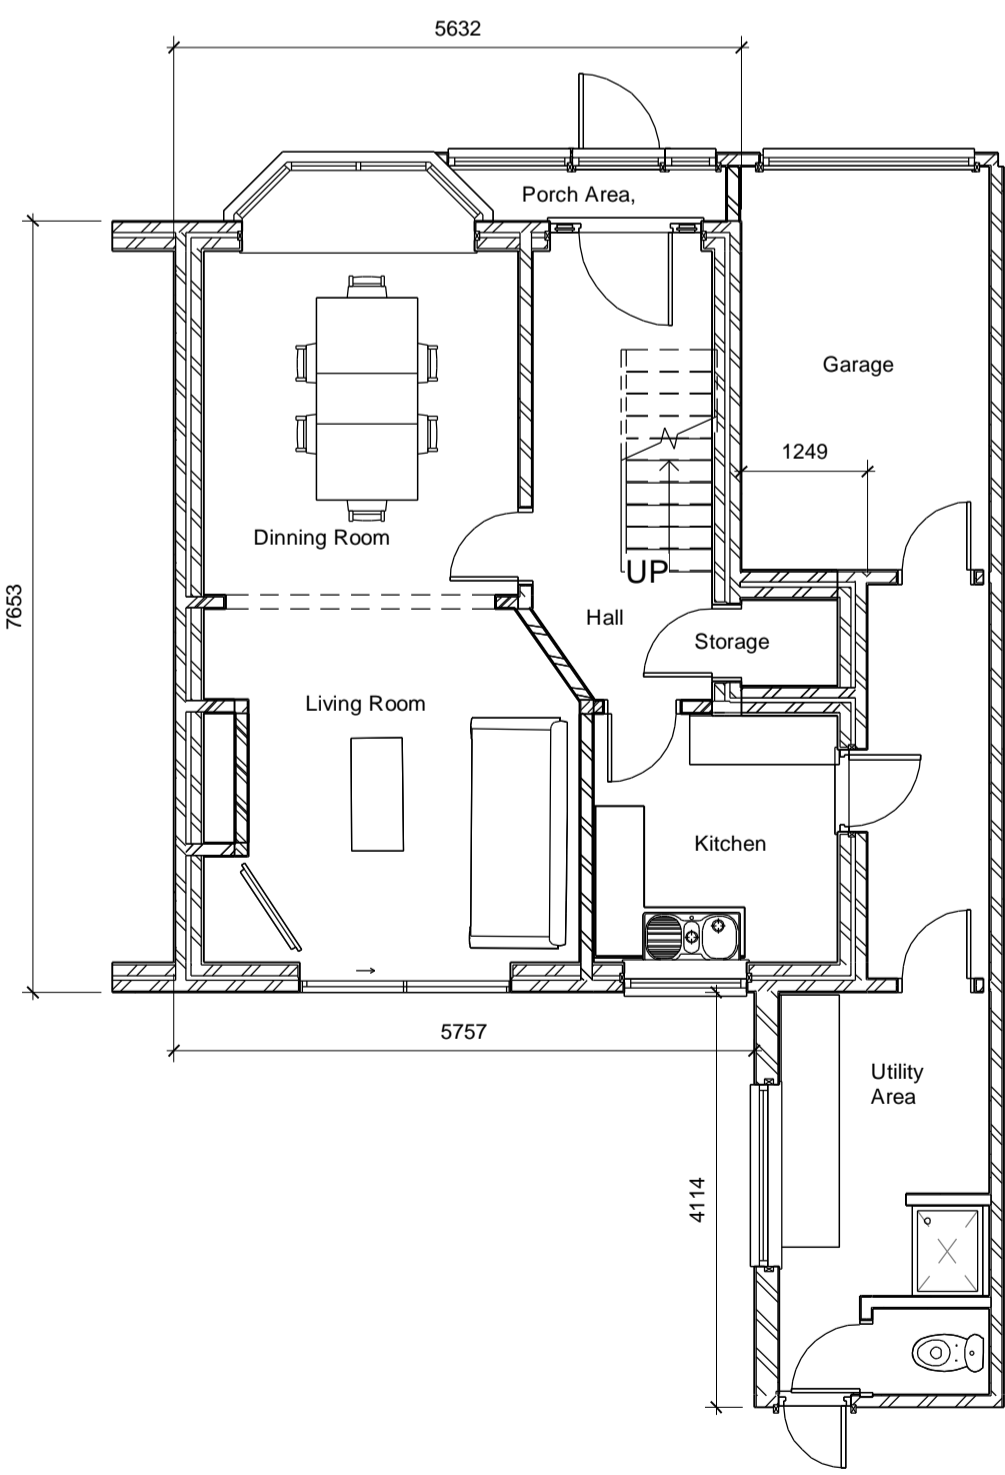 5632
Porch Area,
Garage
1249
Dinning Room
UP
7653
Hall
Storage
Living Room
Kitchen
5757
Utility
Area
4114